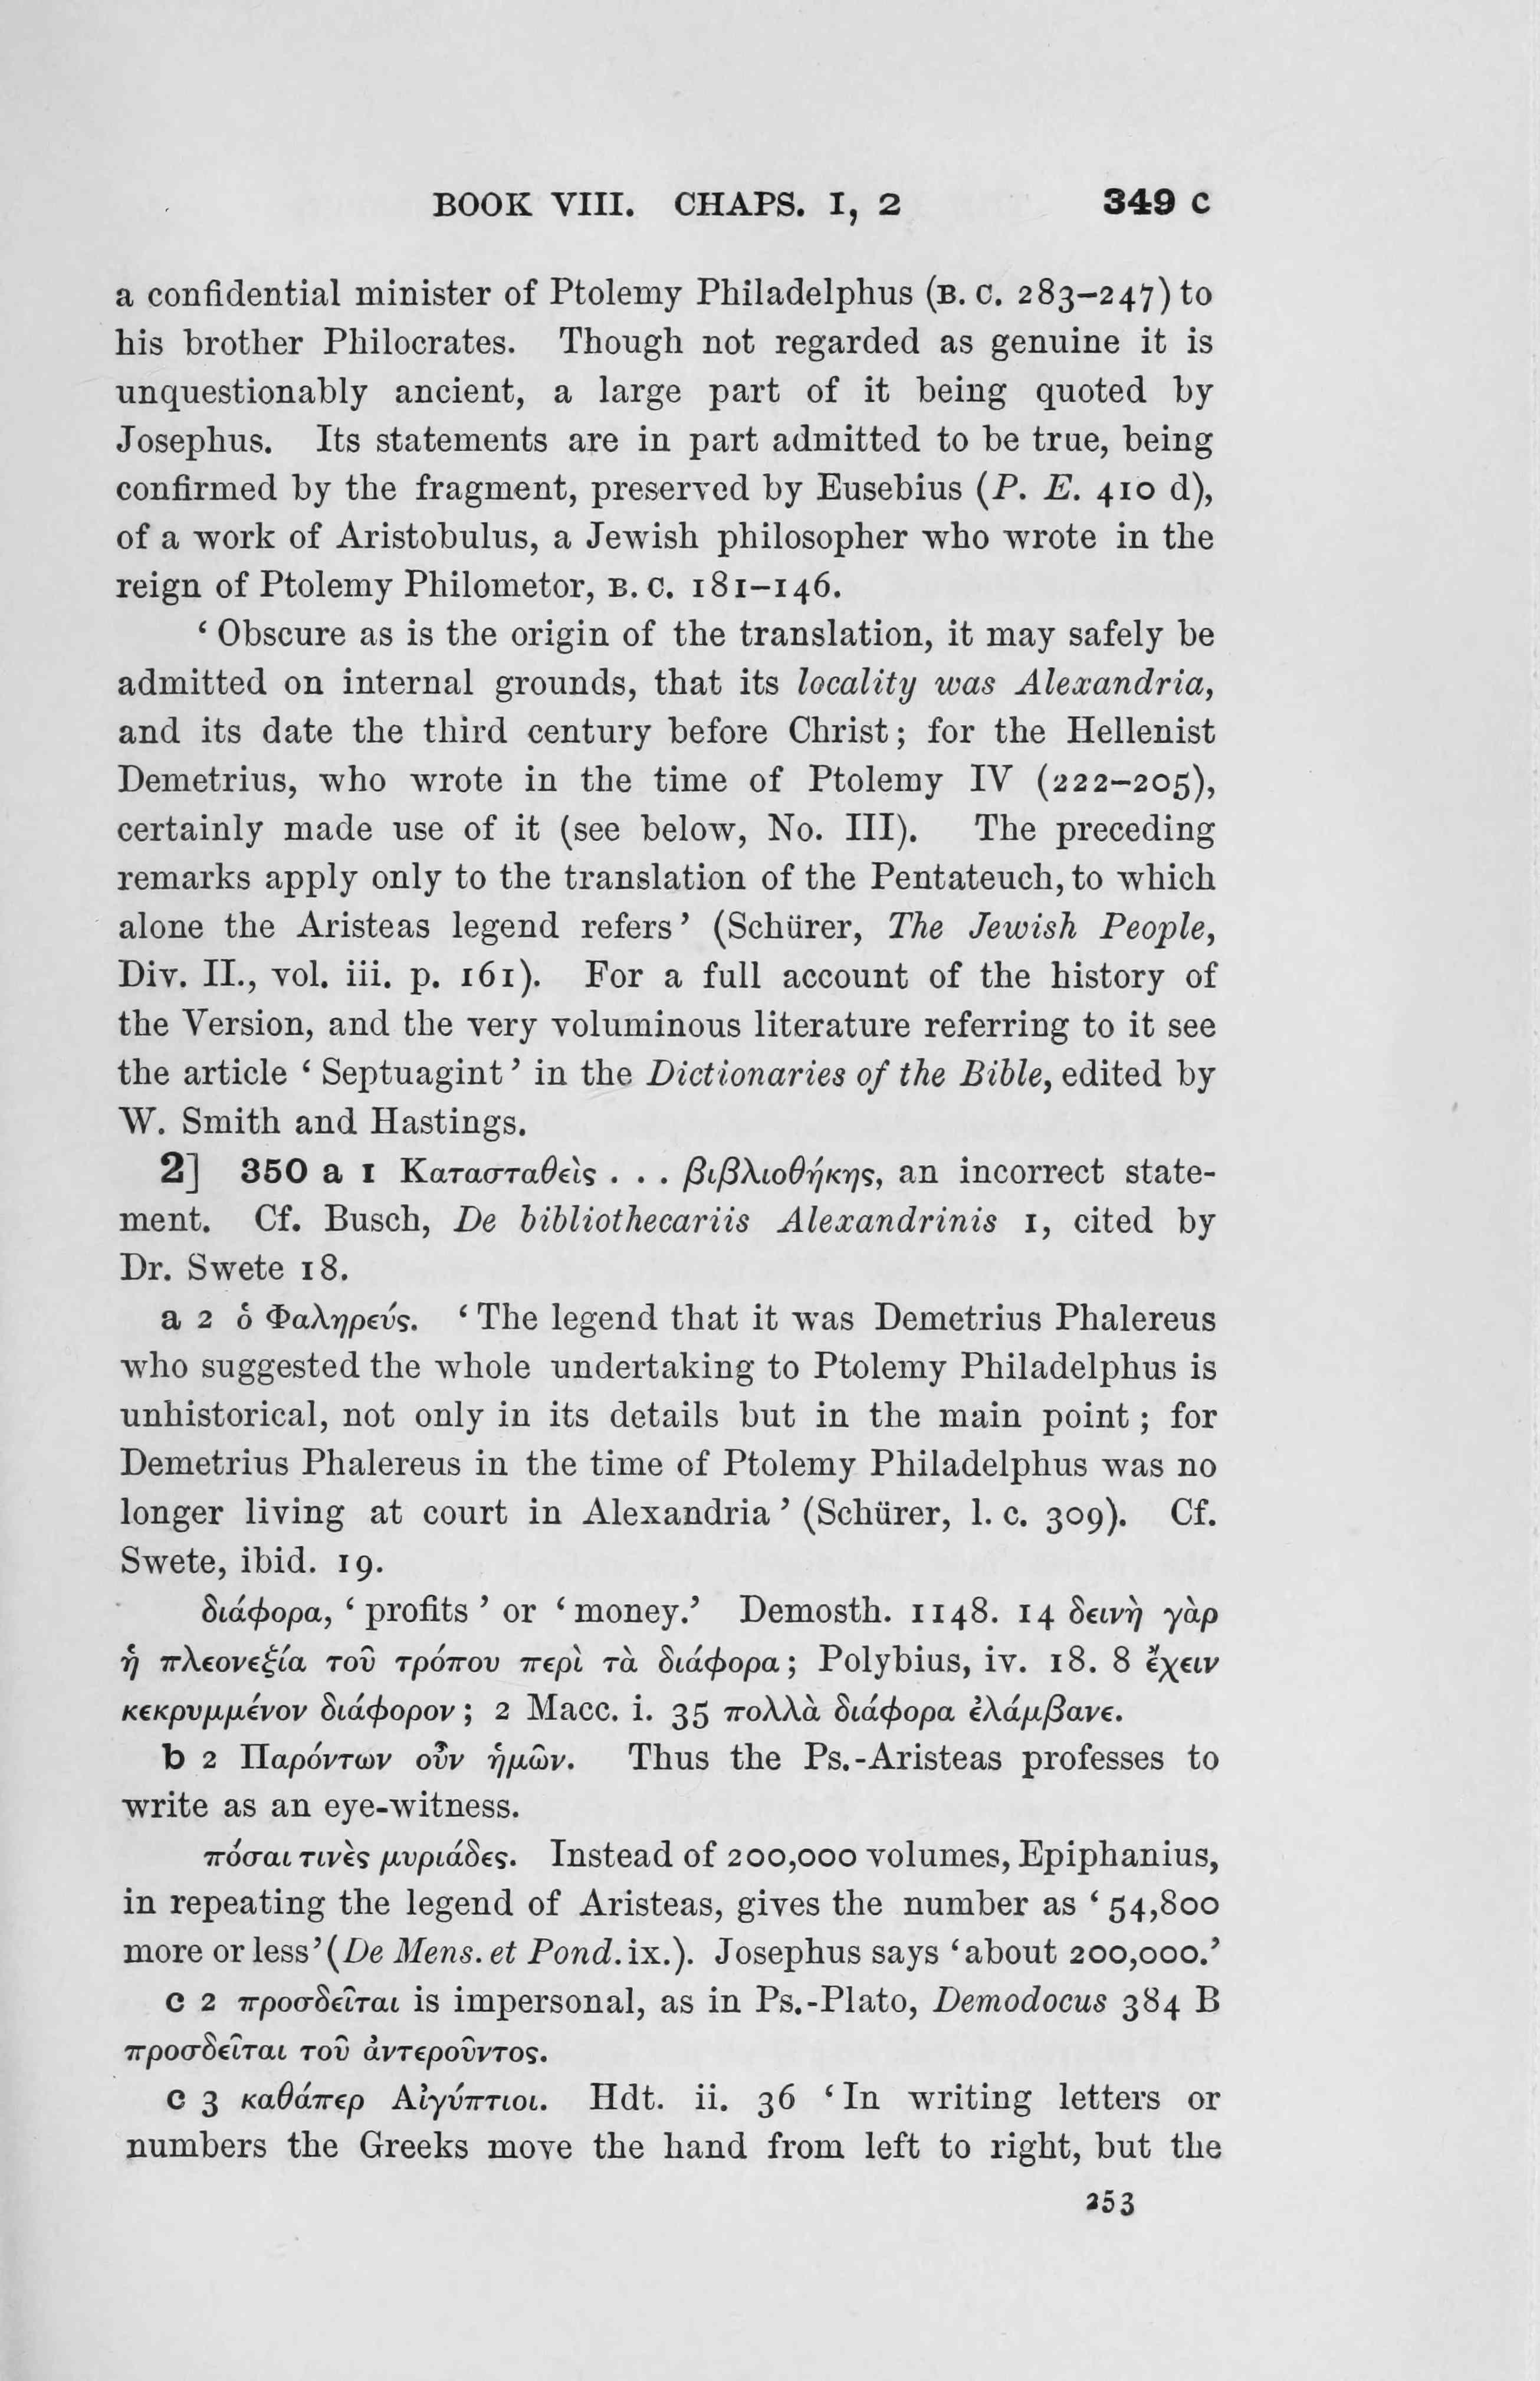 BOOK VIII. CHAPS. 1, 2 349 c
a confidential minister of Ptolemy Philadelphus (B. C. 283–247) to
his brother Philocrates. Though not regarded as genuine it is
unquestionably ancient, a large part of it being quoted by
Josephus. Its statements are in part admitted to be true, being
confirmed by the fragment, preserved by Eusebius (P. E. 410 d),
of a work of Aristobulus, a Jewish philosopher who wrote in the
reign of Ptolemy Philometor, B. C. 181–146.
‘ Obscure as is the origin of the translation, it may safely be
admitted on internal grounds, that its locality was Alexandria,
and its date the third century before Christ ; for the Hellenist
Demetrius, who wrote in the time of Ptolemy IV (222–205),
certainly made use of it (see below, No. III). The preceding
remarks apply only to the translation of the Pentateuch, to which
alone the Aristeas legend refers ’ (Schürer, The Jewish People,
Div. II., vol. iii. p. 161). For a full account of the history of
the Version, and the very voluminous literature referring to it see
the article ‘ Septuagint ’ in the Dictionaries of the Bible, edited by
W. Smith and Hastings.
2] 350 a 1 Κατασταθεὶς . . . βιβλιοθήκης, an incorrect state-
ment. Cf. Busch, De bibliothecariis Alexandrinis 1, cited by
Dr. Swete 18.
a 2 ὁ Φαληρεύς. ‘ The legend that it was Demetrius Phalereus
who suggested the whole undertaking to Ptolemy Philadelphus is
unhistorical, not only in its details but in the main point ; for
Demetrius Phalereus in the time of Ptolemy Philadelphus was no
longer living at court in Alexandria ’ (Schürer, l. c. 309). Cf.
Swete, ibid. 19.
διάφορα, ‘ profits ’ or ‘ money.’ Demosth. 1148. 14 δεινὴ γὰρ
ἡ πλεονεξία τοῦ τρόπου περὶ τὰ διάφορα ; Polybius, iv. 18. 8 ἔχειν
κεκρυμμένον διάφορον ; 2 Macc. i. 35 πολλὰ διάφορα ἐλάμβανε.
b 2 Παρόντων οὖν ἡμῶν. Thus the Ps.-Aristeas professes to
write as an eye-witness.
πόσαι τινὲς μυριάδες. Instead of 200,000 volumes, Epiphanius,
in repeating the legend of Aristeas, gives the number as ‘ 54,800
more or less’ (De Mens. et Pond. ix.). Josephus says ‘about 200,000.’
c 2 προσδεῖται is impersonal, as in Ps.-Plato, Demodocus 384 B
προσδεῖται τοῦ ἀντεροῦντος.
c 3 καθάπερ Αἰγύπτιοι. Hdt. ii. 36 ‘ In writing letters or
numbers the Greeks move the hand from left to right, but the
253